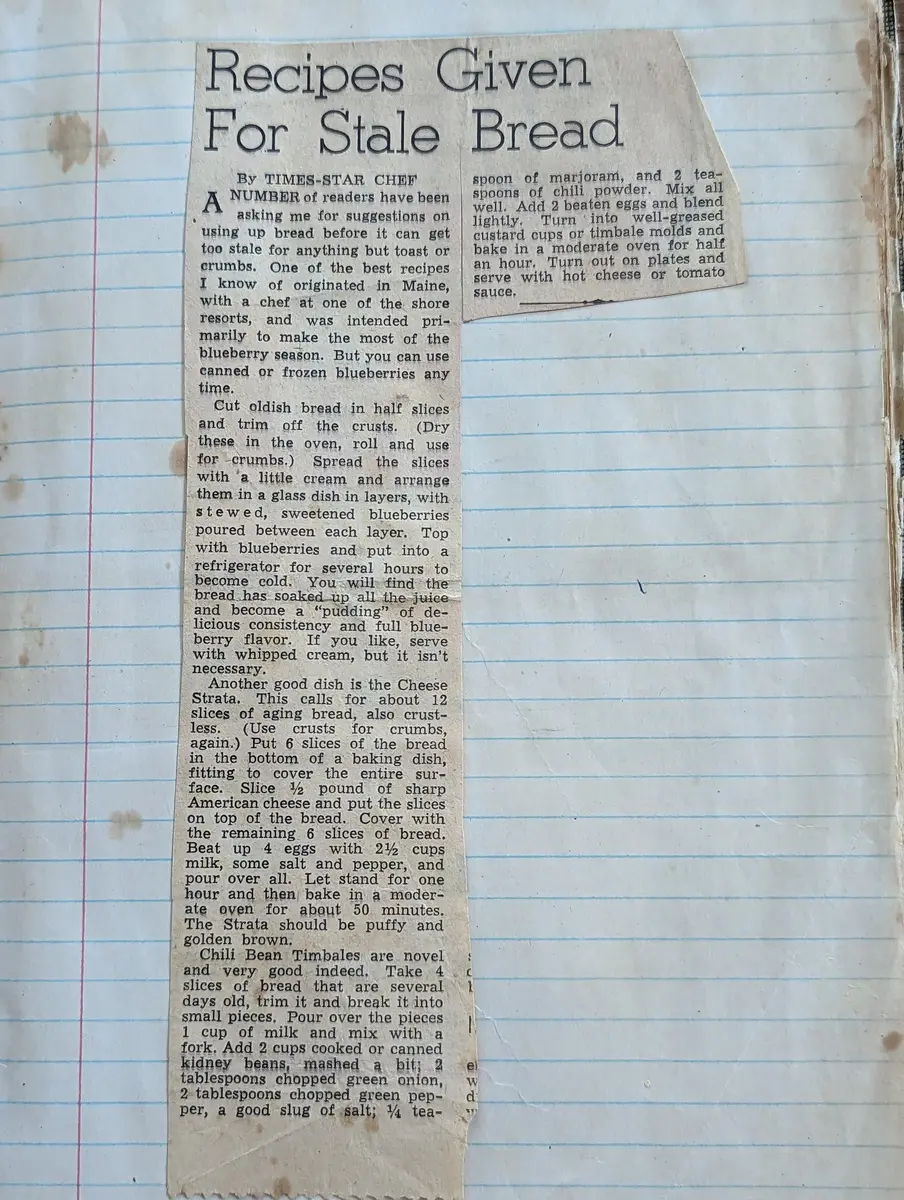 Recipes Given
For Stale Bread
By TIMES-STAR CHEF
A NUMBER of readers have been
asking me for suggestions on
using up bread before it can get
too stale for anything but toast or
crumbs. One of the best recipes
I know of originated in Maine,
with a chef at one of the shore
resorts, and was intended pri-
marily to make the most of the
blueberry season. But you can use
canned or frozen blueberries any
time.
Cut oldish bread in half slices
and trim off the crusts. (Dry
these in the oven, roll and use
for crumbs.) Spread the slices
with a little cream and arrange
them in a glass dish in layers, with
stewed, sweetened blueberries
poured between each layer. Top
with blueberries and put into a
refrigerator for several hours to
become cold. You will find the
bread has soaked up all the juice
and become a "pudding" of de-
licious consistency and full blue-
berry flavor. If you like, serve
with whipped cream, but it isn't
necessary.
Another good dish is the Cheese
Strata. This calls for about 12
slices of aging bread, also crust-
less. (Use crusts for crumbs,
again.) Put 6 slices of the bread
in the bottom of a baking dish,
fitting to cover the entire sur-
face. Slice ½ pound of sharp
American cheese and put the slices
on top of the bread. Cover with
the remaining 6 slices of bread.
Beat up 4 eggs with 2½ cups
milk, some salt and pepper, and
pour over all. Let stand for one
hour and then bake in a moder-
ate oven for about 50 minutes.
The Strata should be puffy and
golden brown.
Chili Bean Timbales are novel
and very good indeed. Take 4
slices of bread that are several
days old, trim it and break it into
small pieces. Pour over the pieces
1 cup of milk and mix with a
fork. Add 2 cups cooked or canned
kidney beans, mashed a bit; 2
tablespoons chopped green onion,
2 tablespoons chopped green pep-
per, a good slug of salt; ¼ tea-
spoon of marjoram, and 2 tea-
spoons of chili powder. Mix all
well. Add 2 beaten eggs and blend
lightly. Turn into well-greased
custard cups or timbale molds and
bake in a moderate oven for half
an hour. Turn out on plates and
serve with hot cheese or tomato
sauce.